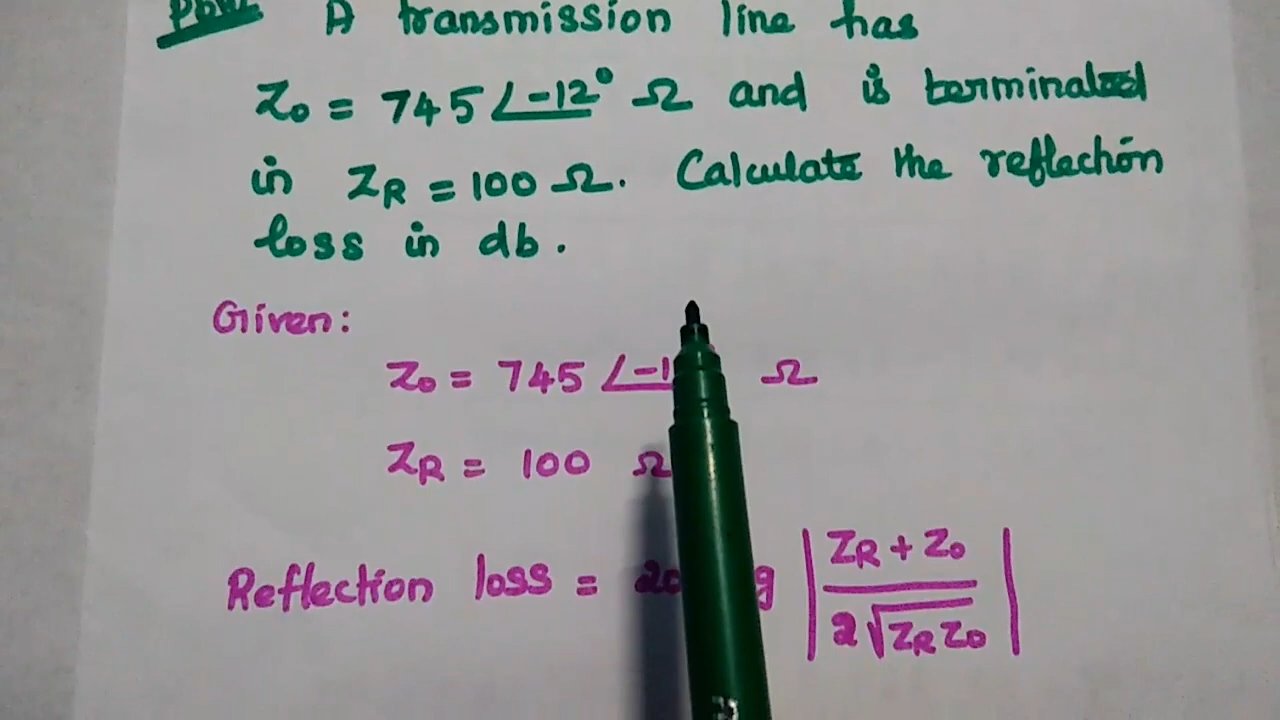 A transmission line has
Z₀ = 745 ∠-12° Ω and is terminated
in Z_R = 100 Ω. Calculate the reflection
loss in db.
Given:
Z₀ = 745 ∠-1 Ω
Z_R = 100 Ω
Reflection loss = 20 g | Z_R + Z₀ / 2√Z_R Z₀ |